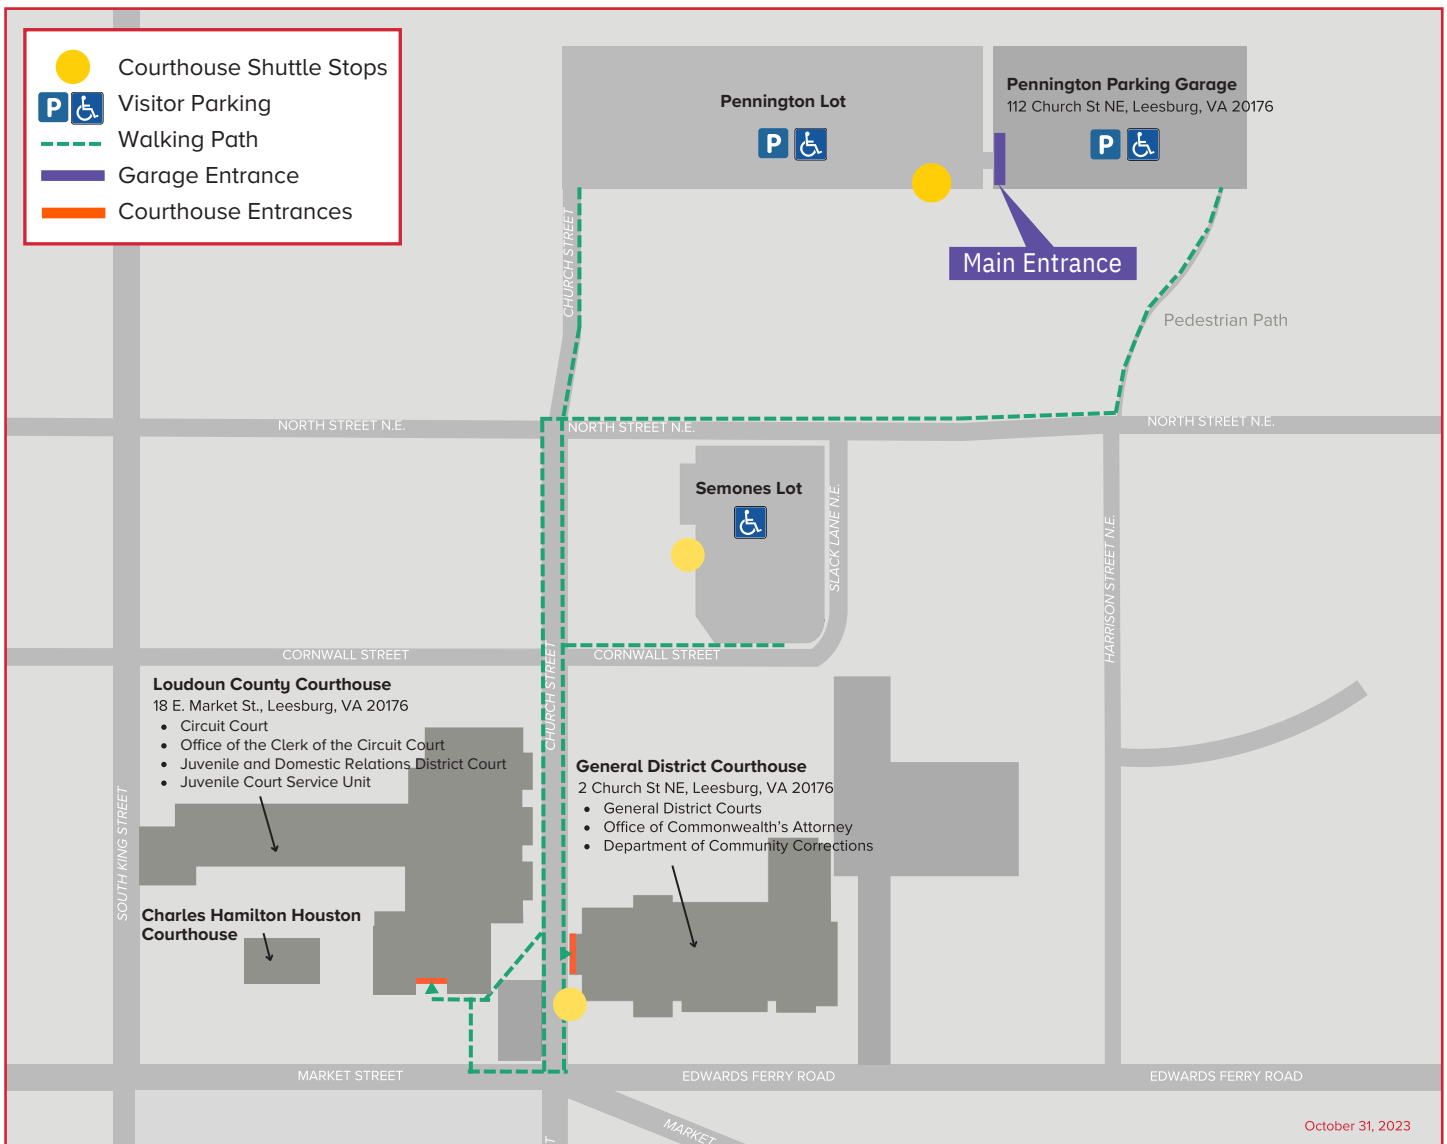 Courthouse Shuttle Stops
P Visitor Parking
Walking Path
Garage Entrance
Courthouse Entrances
Pennington Lot
P
Pennington Parking Garage
112 Church St NE, Leesburg, VA 20176
P
Main Entrance
CHURCH STREET
Pedestrian Path
NORTH STREET N.E.
NORTH STREET N.E.
NORTH STREET N.E.
Semones Lot
SLACK LANE N.E.
HARRISON STREET N.E.
CORNWALL STREET
CORNWALL STREET
CHURCH STREET
Loudoun County Courthouse
18 E. Market St., Leesburg, VA 20176
• Circuit Court
• Office of the Clerk of the Circuit Court
• Juvenile and Domestic Relations District Court
• Juvenile Court Service Unit
General District Courthouse
2 Church St NE, Leesburg, VA 20176
• General District Courts
• Office of Commonwealth’s Attorney
• Department of Community Corrections
SOUTH KING STREET
Charles Hamilton Houston
Courthouse
MARKET STREET
EDWARDS FERRY ROAD
EDWARDS FERRY ROAD
MARKET
T
October 31, 2023